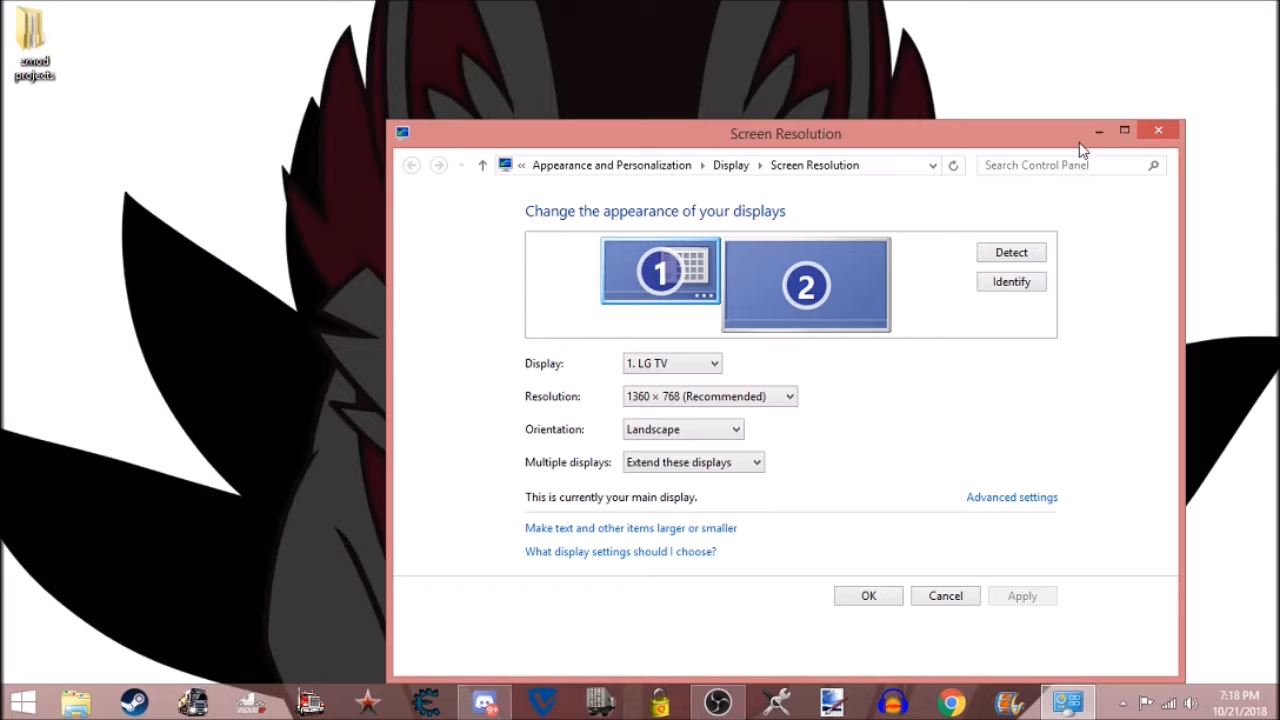 zmod
projects
Screen Resolution
« Appearance and Personalization Display Screen Resolution
Search Control Panel
Change the appearance of your displays
1
2
Detect
Identify
Display: 1. LG TV
Resolution: 1360 × 768 (Recommended)
Orientation: Landscape
Multiple displays: Extend these displays
This is currently your main display. Advanced settings
Make text and other items larger or smaller
What display settings should I choose?
OK Cancel Apply
7:18 PM
10/21/2018